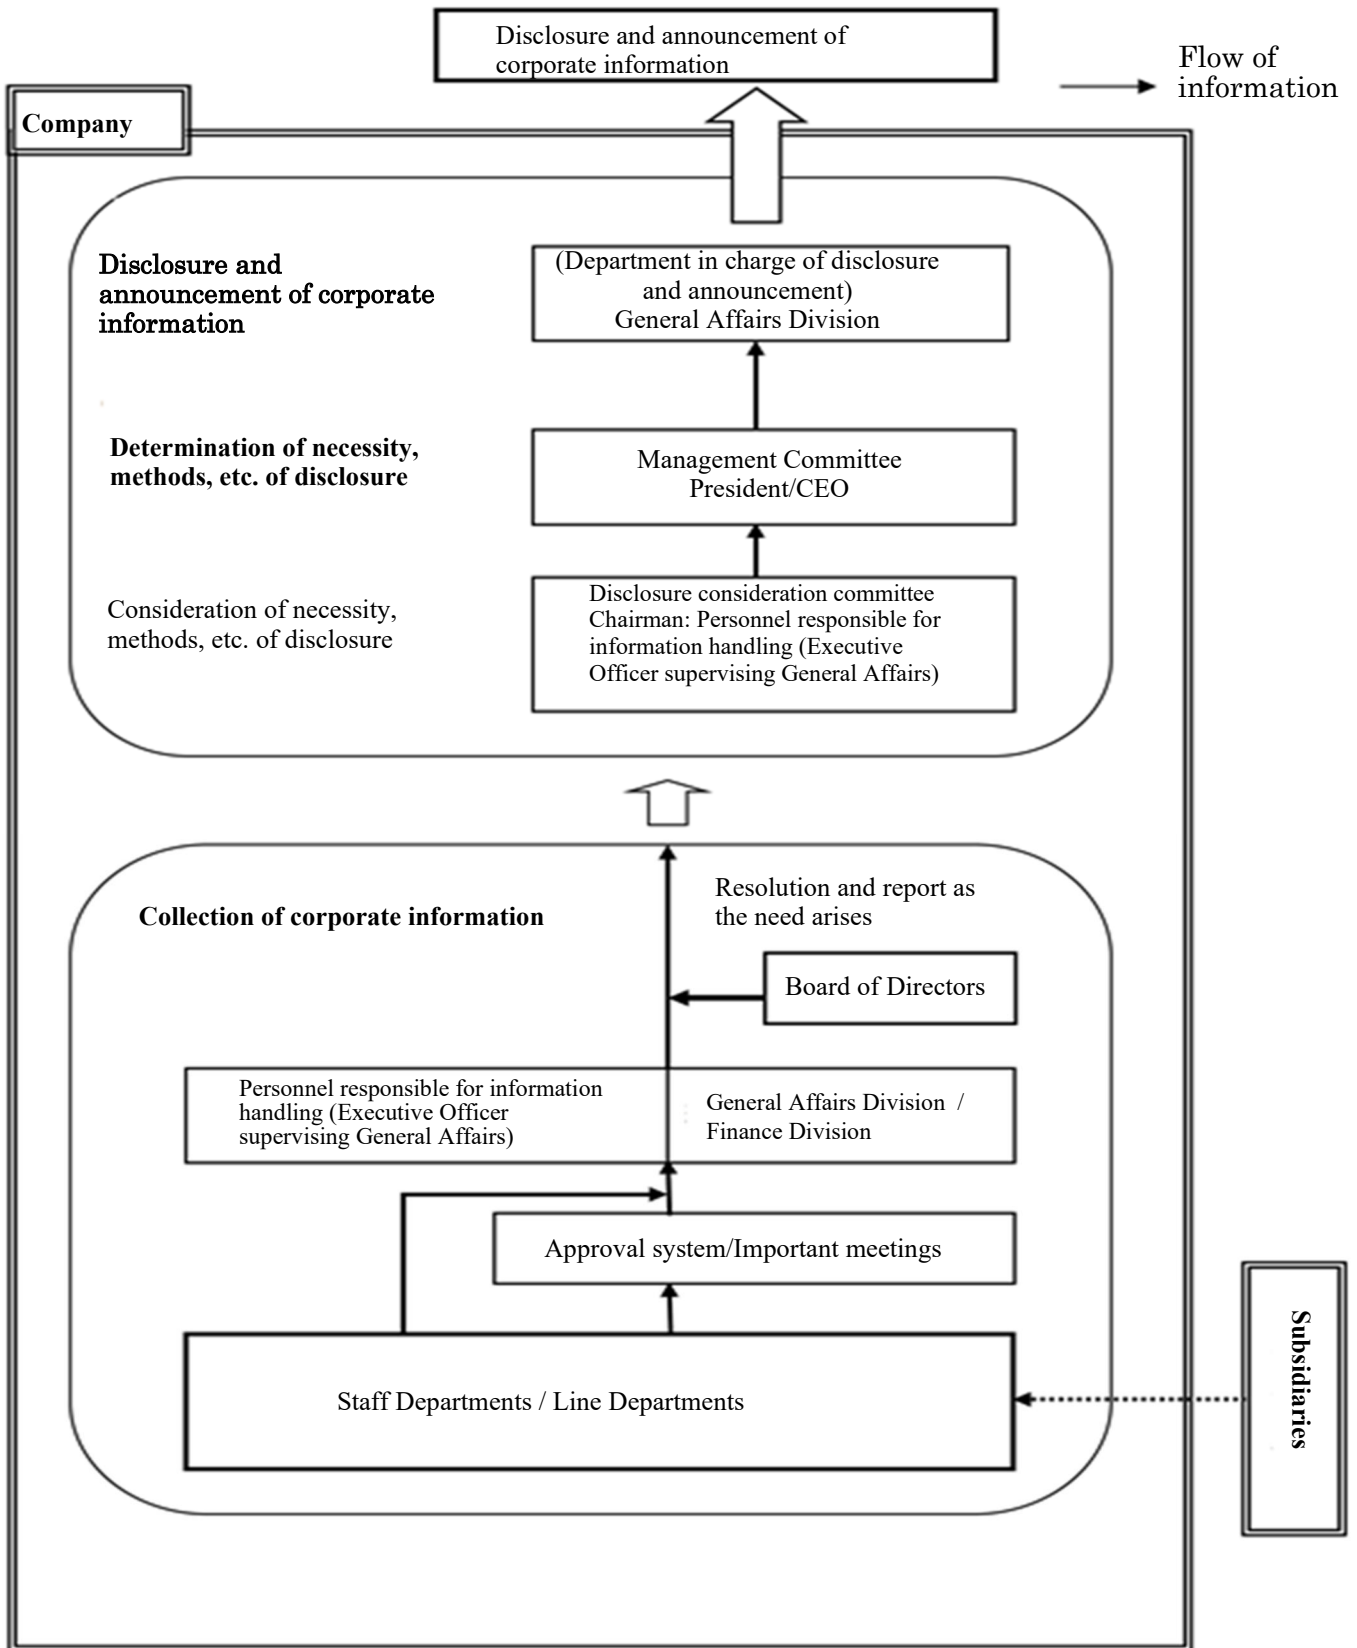 Disclosure and announcement of
corporate information
Flow of
information
Company
Disclosure and
announcement of corporate
information
(Department in charge of disclosure
and announcement)
General Affairs Division
Determination of necessity,
methods, etc. of disclosure
Management Committee
President/CEO
Consideration of necessity,
methods, etc. of disclosure
Disclosure consideration committee
Chairman: Personnel responsible for
information handling (Executive
Officer supervising General Affairs)
Collection of corporate information
Resolution and report as
the need arises
Board of Directors
Personnel responsible for information
handling (Executive Officer
supervising General Affairs)
General Affairs Division /
Finance Division
Approval system/Important meetings
Staff Departments / Line Departments
Subsidiaries